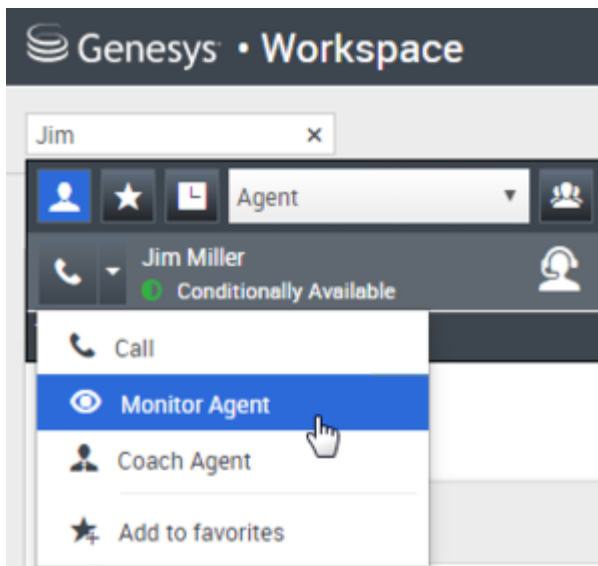 Genesys • Workspace
Jim
Agent
Jim Miller
Conditionally Available
Call
Monitor Agent
Coach Agent
Add to favorites